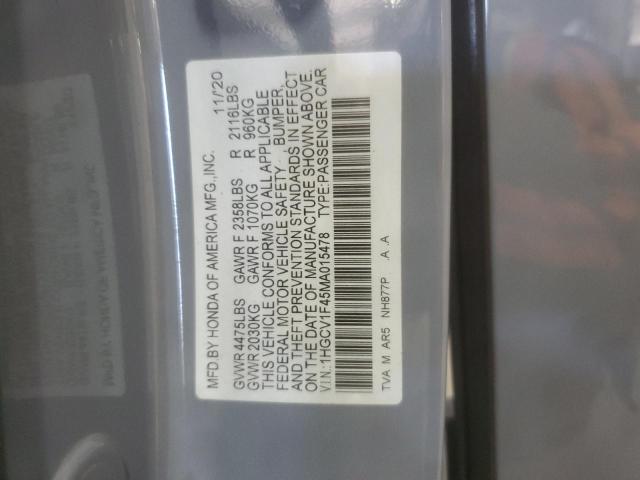 MFD.BY HONDA OF AMERICA MFG.,INC. 11/'20
GVWR 4475LBS GAWR F 2358LBS R 2116LBS
GVWR 2030KG GAWR F 1070KG R 960KG
THIS VEHICLE CONFORMS TO ALL APPLICABLE
FEDERAL MOTOR VEHICLE SAFETY, BUMPER,
AND THEFT PREVENTION STANDARDS IN EFFECT
ON THE DATE OF MANUFACTURE SHOWN ABOVE.
V.I.N.:1HGCV1F45MA015478 TYPE:PASSENGER CAR
TVA M AR5 NH877P A .A